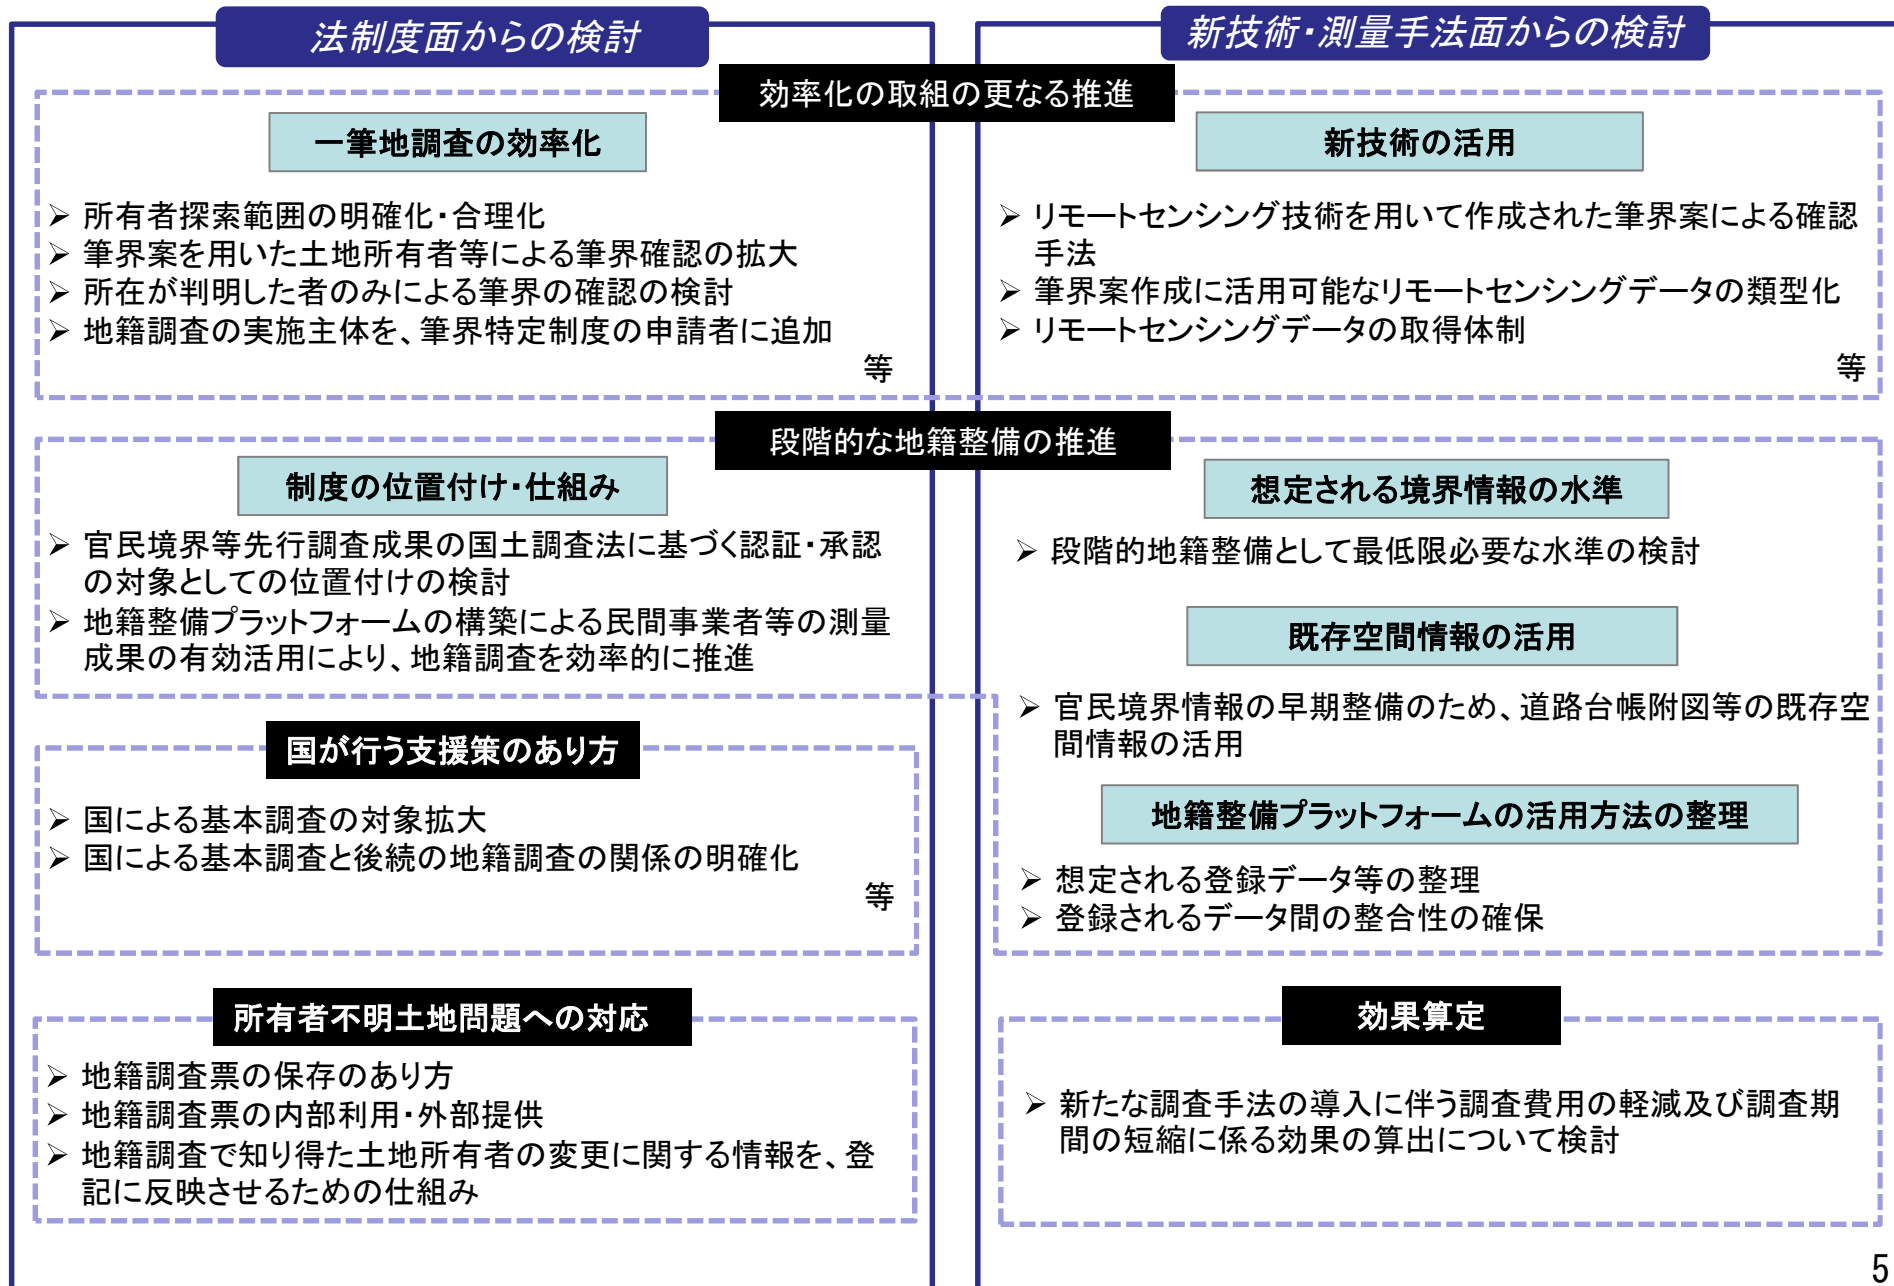 法制度面からの検討
新技術・測量手法面からの検討
効率化の取組の更なる推進
一筆地調査の効率化
➢ 所有者探索範囲の明確化・合理化
➢ 筆界案を用いた土地所有者等による筆界確認の拡大
➢ 所在が判明した者のみによる筆界の確認の検討
➢ 地籍調査の実施主体を、筆界特定制度の申請者に追加
等
新技術の活用
➢ リモートセンシング技術を用いて作成された筆界案による確認
手法
➢ 筆界案作成に活用可能なリモートセンシングデータの類型化
➢ リモートセンシングデータの取得体制
等
段階的な地籍整備の推進
制度の位置付け・仕組み
➢ 官民境界等先行調査成果の国土調査法に基づく認証・承認
の対象としての位置付けの検討
➢ 地籍整備プラットフォームの構築による民間事業者等の測量
成果の有効活用により、地籍調査を効率的に推進
想定される境界情報の水準
➢ 段階的地籍整備として最低限必要な水準の検討
既存空間情報の活用
➢ 官民境界情報の早期整備のため、道路台帳附図等の既存空
間情報の活用
地籍整備プラットフォームの活用方法の整理
➢ 想定される登録データ等の整理
➢ 登録されるデータ間の整合性の確保
国が行う支援策のあり方
➢ 国による基本調査の対象拡大
➢ 国による基本調査と後続の地籍調査の関係の明確化
等
所有者不明土地問題への対応
➢ 地籍調査票の保存のあり方
➢ 地籍調査票の内部利用・外部提供
➢ 地籍調査で知り得た土地所有者の変更に関する情報を、登
記に反映させるための仕組み
効果算定
➢ 新たな調査手法の導入に伴う調査費用の軽減及び調査期
間の短縮に係る効果の算出について検討
5